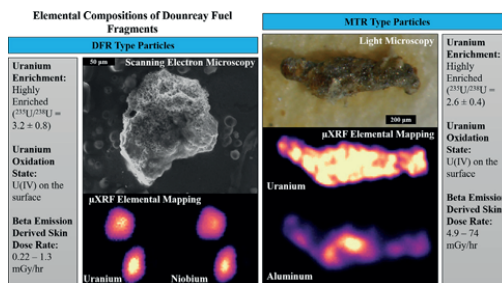 Elemental Compositions of Dounreay Fuel
Fragments
DFR Type Particles
Uranium
Enrichment:
Highly
Enriched
(²³⁵U/²³⁸U =
3.2 ± 0.8)
Uranium
Oxidation
State:
U(IV) on the
surface
Beta Emission
Derived Skin
Dose Rate:
0.22 – 1.3
mGy/hr
50 µm
Scanning Electron Microscopy
µXRF Elemental Mapping
Uranium
Niobium
MTR Type Particles
Light Microscopy
200 µm
µXRF Elemental Mapping
Uranium
Aluminum
Uranium
Enrichment:
Highly
Enriched
(²³⁵U/²³⁸U =
2.6 ± 0.4)
Uranium
Oxidation
State:
U(IV) on the
surface
Beta Emission
Derived Skin
Dose Rate:
4.9 – 74
mGy/hr